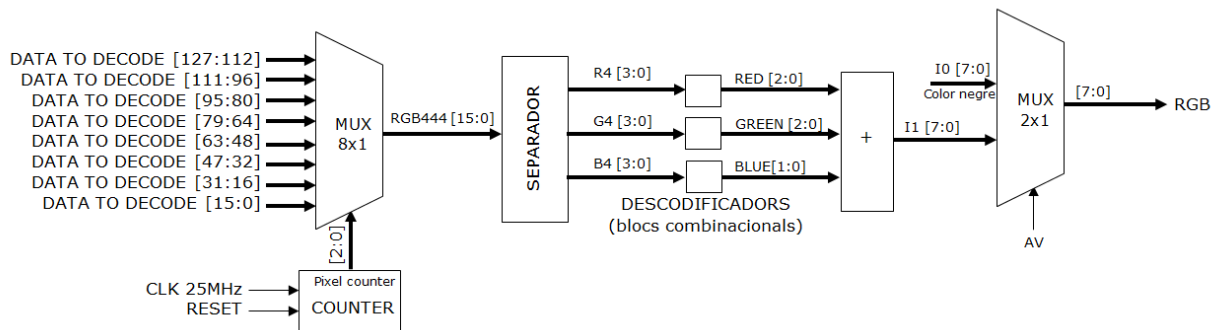 DATA TO DECODE [127:112]
DATA TO DECODE [111:96]
DATA TO DECODE [95:80]
DATA TO DECODE [79:64]
DATA TO DECODE [63:48]
DATA TO DECODE [47:32]
DATA TO DECODE [31:16]
DATA TO DECODE [15:0]
MUX
8x1
[2:0]
CLK 25MHz
RESET
Pixel counter
COUNTER
RGB444 [15:0]
SEPARADOR
R4 [3:0]
G4 [3:0]
B4 [3:0]
RED [2:0]
GREEN [2:0]
BLUE[1:0]
DESCODIFICADORS
(blocs combinacionals)
+
I1 [7:0]
I0 [7:0]
Color negre
MUX
2x1
AV
[7:0]
RGB